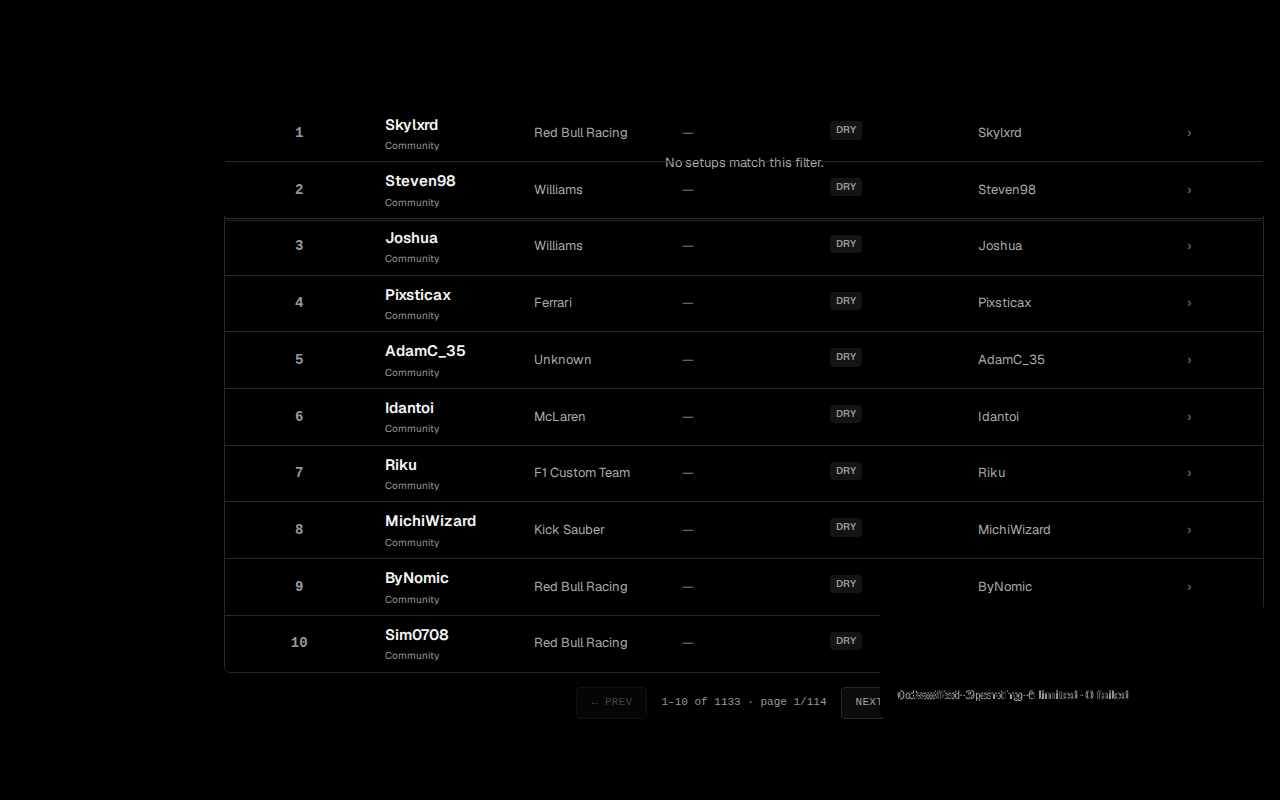 1 Skylxrd Red Bull Racing — DRY Skylxrd ›
Community
No setups match this filter.
2 Steven98 Williams — DRY Steven98 ›
Community
3 Joshua Williams — DRY Joshua ›
Community
4 Pixsticax Ferrari — DRY Pixsticax ›
Community
5 AdamC_35 Unknown — DRY AdamC_35 ›
Community
6 Idantoi McLaren — DRY Idantoi ›
Community
7 Riku F1 Custom Team — DRY Riku ›
Community
8 MichiWizard Kick Sauber — DRY MichiWizard ›
Community
9 ByNomic Red Bull Racing — DRY ByNomic ›
Community
10 Sim0708 Red Bull Racing — DRY
Community
← PREV 1–10 of 1133 · page 1/114 NEXT
limited · 0 failed